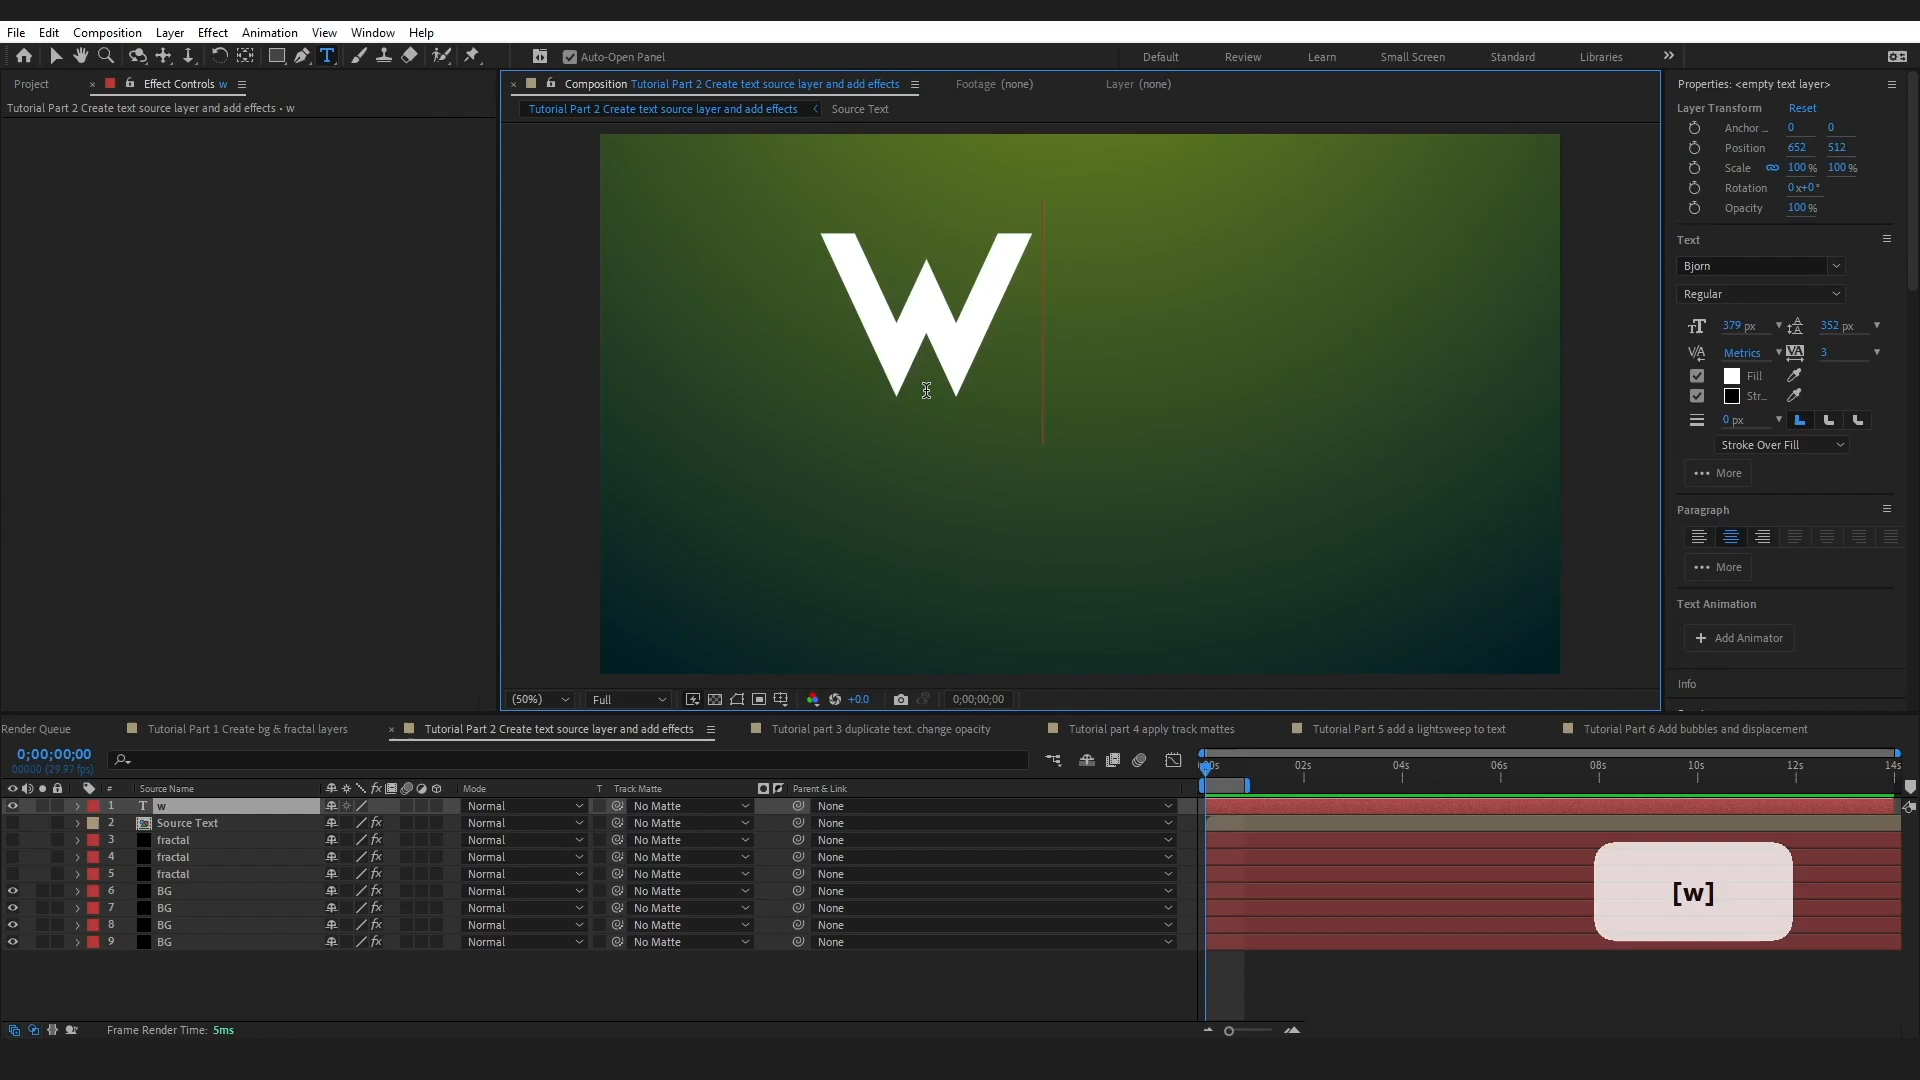 File Edit Composition Layer Effect Animation View Window Help
Auto-Open Panel Default Review Learn Small Screen Standard Libraries
Project Effect Controls w
Composition Tutorial Part 2 Create text source layer and add effects Footage (none) Layer (none)
Properties: <empty text layer>
Tutorial Part 2 Create text source layer and add effects • w
Tutorial Part 2 Create text source layer and add effects Source Text
Layer Transform Reset
Anchor ... 0 0
Position 652 512
Scale 100 % 100 %
Rotation 0x+0°
Opacity 100 %
W
Text
Bjorn
Regular
379 px 352 px
Metrics 3
Fill
Str...
0 px
Stroke Over Fill
More
Paragraph
More
Text Animation
Add Animator
Info
(50%) Full +0.0 0;00;00;00
Render Queue Tutorial Part 1 Create bg & fractal layers Tutorial Part 2 Create text source layer and add effects Tutorial part 3 duplicate text. change opacity Tutorial part 4 apply track mattes Tutorial Part 5 add a lightsweep to text Tutorial Part 6 Add bubbles and displacement
0;00;00;00
00000 (29.97 fps)
02s 04s 06s 08s 10s 12s 14s
# Source Name Mode T Track Matte Parent & Link
1 T w Normal No Matte None
2 Source Text Normal No Matte None
3 fractal Normal No Matte None
4 fractal Normal No Matte None
5 fractal Normal No Matte None
6 BG Normal No Matte None
7 BG Normal No Matte None
8 BG Normal No Matte None
9 BG Normal No Matte None
[w]
Frame Render Time: 5ms